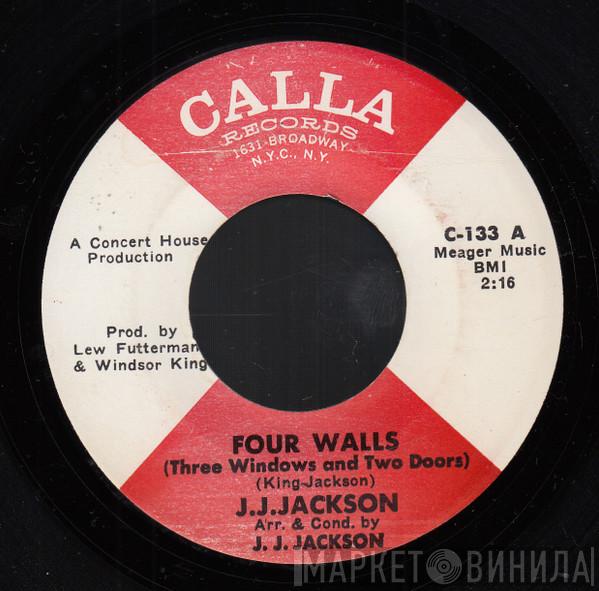 CALLA
RECORDS
1631 BROADWAY
N.Y.C., N.Y.
A Concert House
Production
C-133 A
Meager Music
BMI
2:16
Prod. by
Lew Futterman
& Windsor King
FOUR WALLS
(Three Windows and Two Doors)
(King-Jackson)
J.J.JACKSON
Arr. & Cond. by
J. J. JACKSON
МАРКЕТ ВИНИЛА